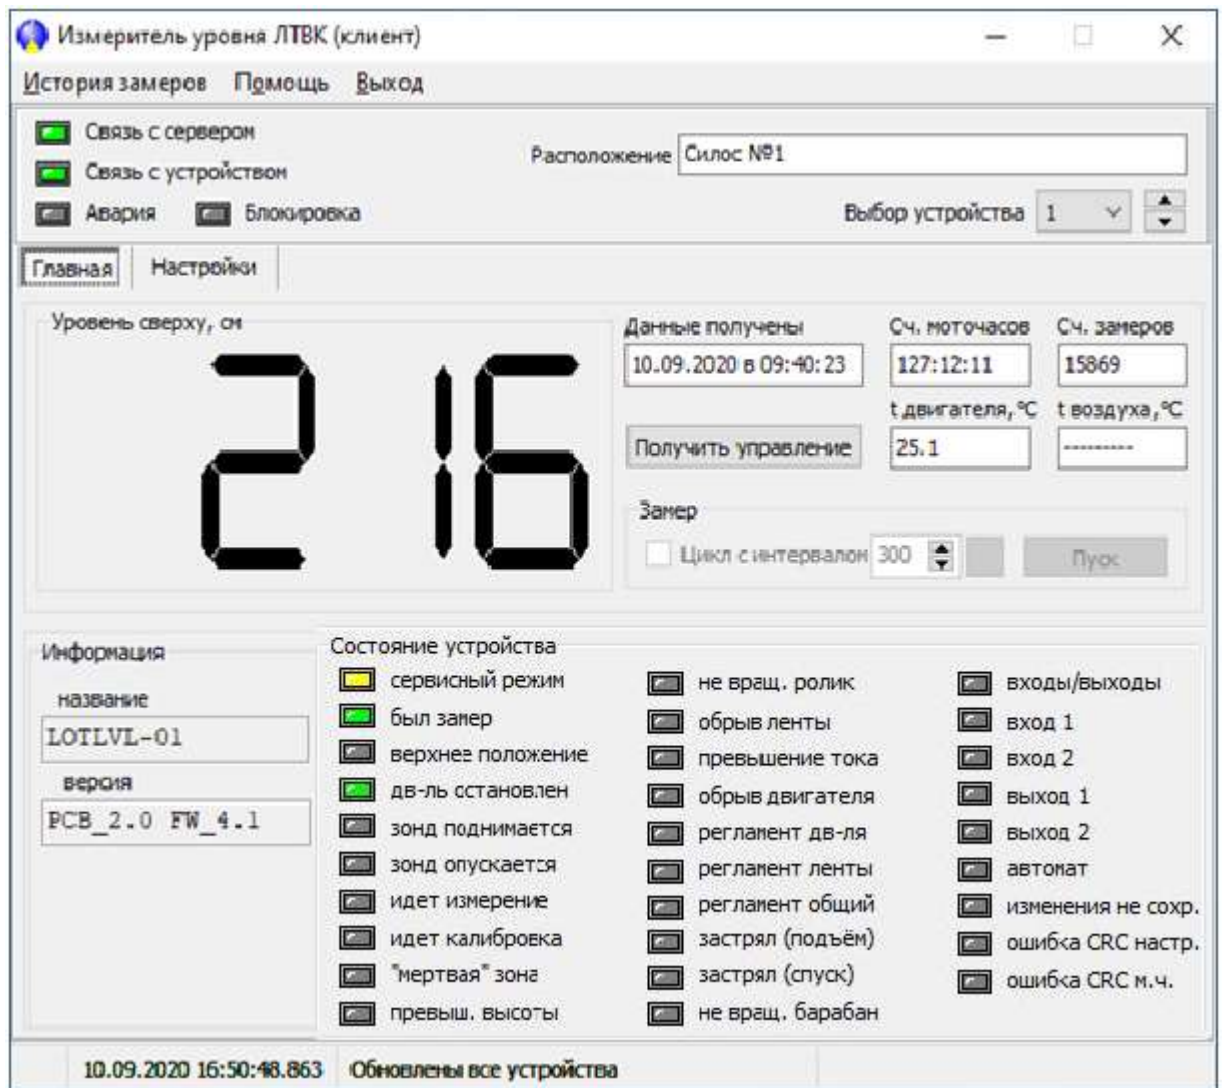 Измеритель уровня ЛТВК (клиент)
История замеров Помощь Выход
Связь с сервером
Связь с устройством
Авария Блокировка
Расположение Силос №1
Выбор устройства 1
Главная Настройки
Уровень сверху, см
216
Данные получены Сч. моточасов Сч. замеров
10.09.2020 в 09:40:23 127:12:11 15869
t двигателя, °C t воздуха, °C
Получить управление 25.1 ---------
Замер
Цикл с интервалом 300 Пуск
Информация
название
LOTLVL-01
версия
PCB_2.0 FW_4.1
Состояние устройства
сервисный режим не вращ. ролик входы/выходы
был замер обрыв ленты вход 1
верхнее положение превышение тока вход 2
дв-ль остановлен обрыв двигателя выход 1
зонд поднимается регламент дв-ля выход 2
зонд опускается регламент ленты автомат
идет измерение регламент общий изменения не сохр.
идет калибровка застрял (подъём) ошибка CRC настр.
"мертвая" зона застрял (спуск) ошибка CRC м.ч.
превыш. высоты не вращ. барабан
10.09.2020 16:50:48.863 Обновлены все устройства